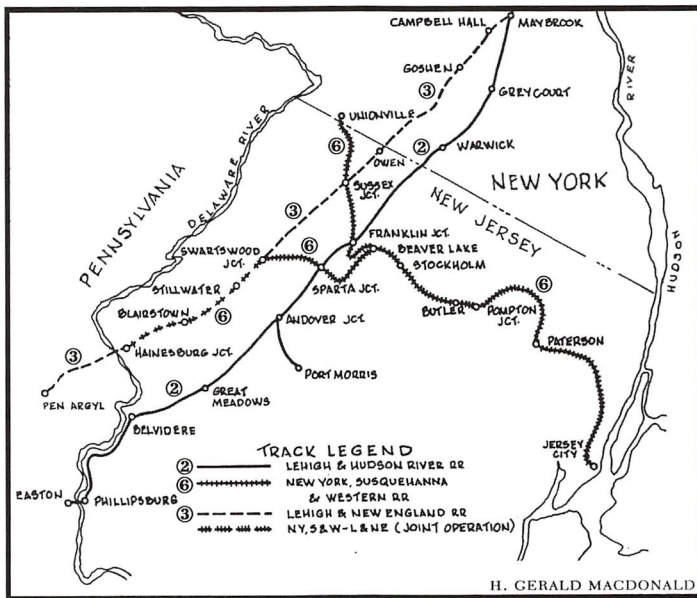 CAMPBELL HALL
MAYBROOK
GOSHEN
③
GREYCOURT
RIVER
UNIONVILLE
⑥
OWEN
②
WARWICK
SUSSEX JCT.
NEW YORK
NEW JERSEY
PENNSYLVANIA
DELAWARE RIVER
③
HUDSON
FRANKLIN JCT.
BEAVER LAKE
STOCKHOLM
SWARTSWOOD JCT.
⑥
SPARTA JCT.
STILLWATER
BLAIRSTOWN
⑥
⑥
BUTLER
POMPTON JCT.
ANDOVER JCT.
PATERSON
HAINESBURG JCT.
③
PORT MORRIS
PEN ARGYL
②
GREAT MEADOWS
BELVIDERE
JERSEY CITY
EASTON
PHILLIPSBURG
TRACK LEGEND
② LEHIGH & HUDSON RIVER RR
⑥ NEW YORK, SUSQUEHANNA
& WESTERN RR
③ LEHIGH & NEW ENGLAND RR
NY,S&W-L&NE (JOINT OPERATION)
H. GERALD MACDONALD